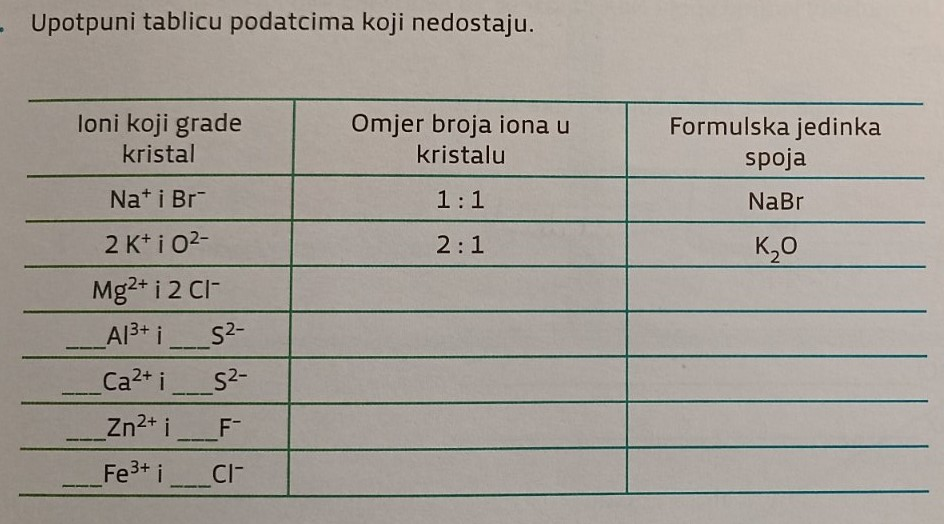 Upotpuni tablicu podatcima koji nedostaju.
Ioni koji grade kristal | Omjer broja iona u kristalu | Formulska jedinka spoja
Na⁺ i Br⁻ | 1 : 1 | NaBr
2 K⁺ i O²⁻ | 2 : 1 | K₂O
Mg²⁺ i 2 Cl⁻
___Al³⁺ i ___S²⁻
___Ca²⁺ i ___S²⁻
___Zn²⁺ i ___F⁻
___Fe³⁺ i ___Cl⁻